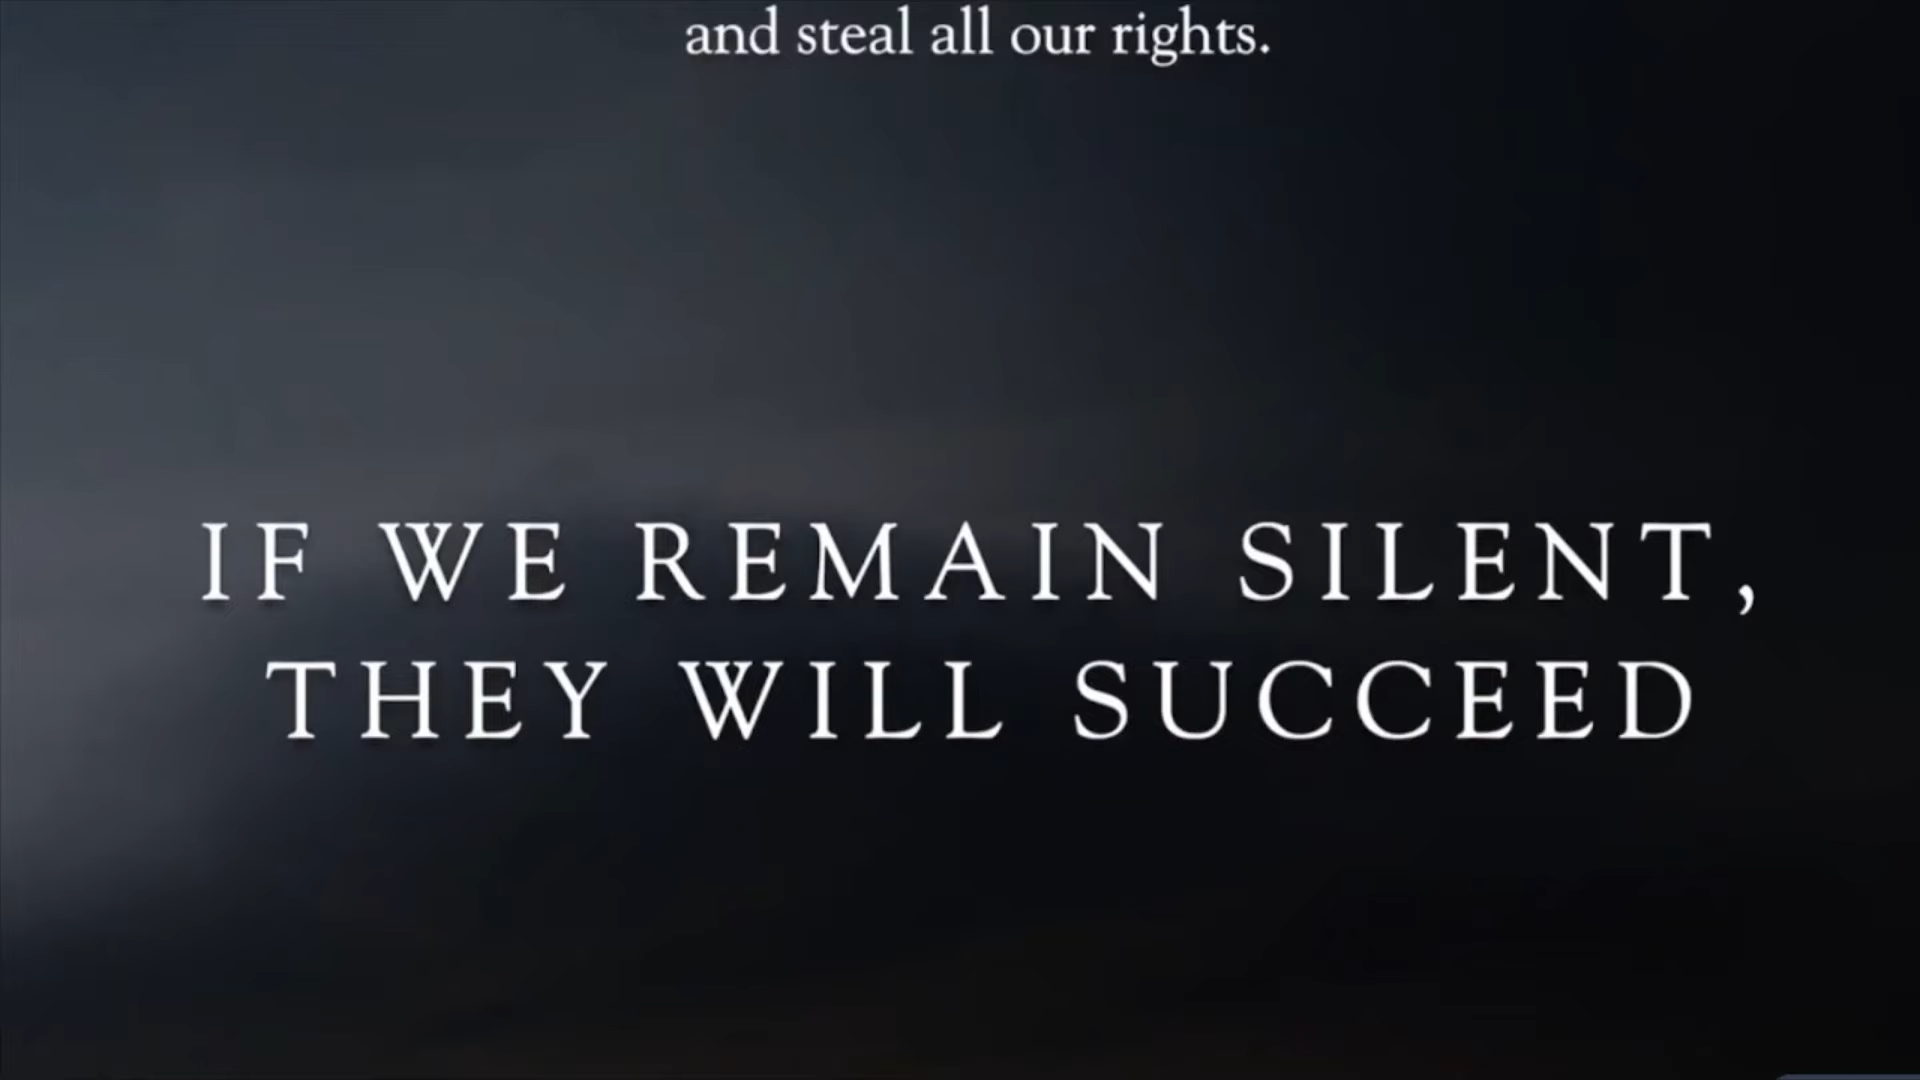 and steal all our rights.
IF WE REMAIN SILENT,
THEY WILL SUCCEED